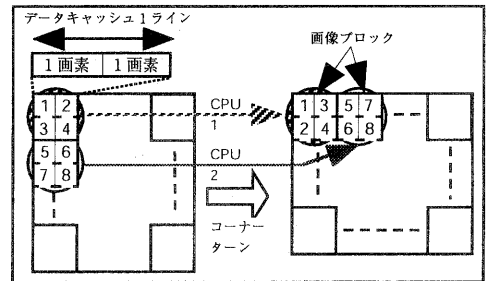 データキャッシュ1ライン
1画素 1画素
画像ブロック
1 2
3 4
5 6
7 8
CPU
1
CPU
2
コーナー
ターン
1 3 5 7
2 4 6 8